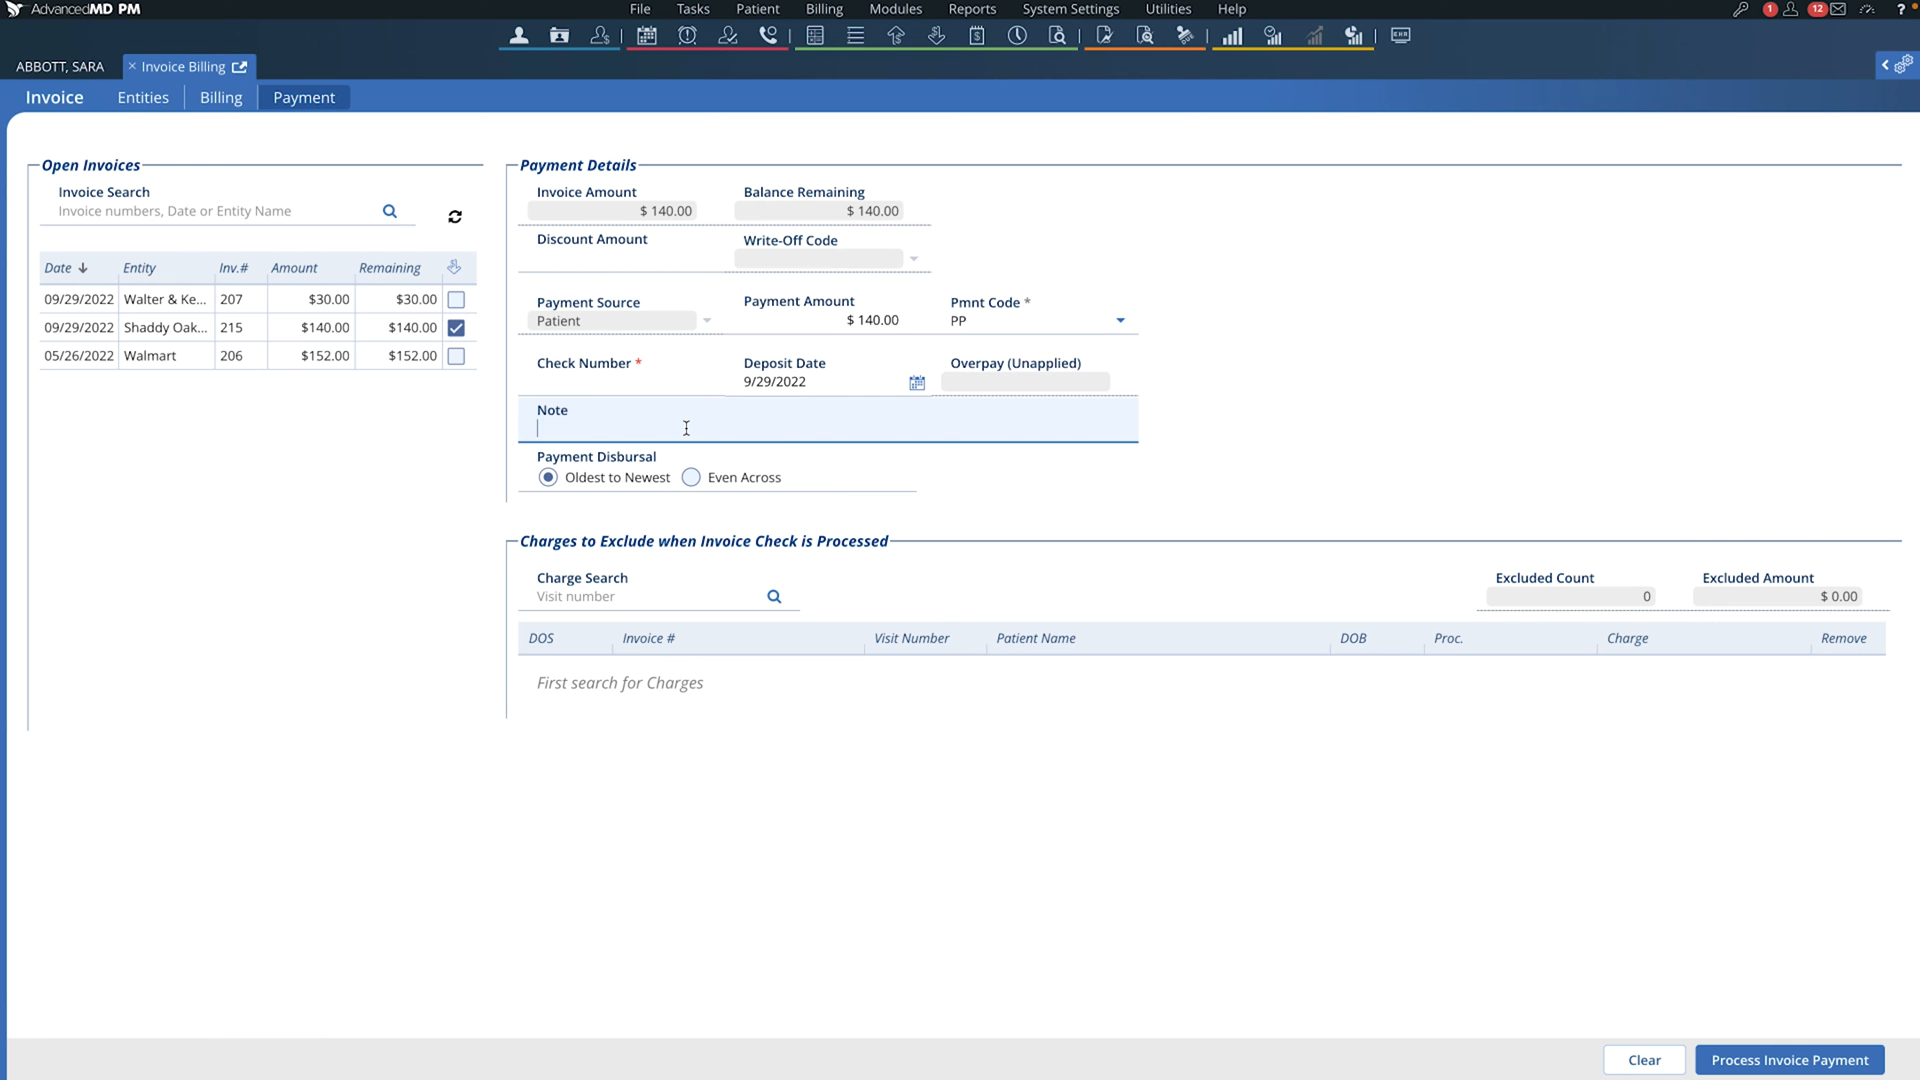 AdvancedMD PM
File Tasks Patient Billing Modules Reports System Settings Utilities Help
1 12 ?
EHR
ABBOTT, SARA
× Invoice Billing
Invoice Entities Billing Payment
Open Invoices
Invoice Search
Invoice numbers, Date or Entity Name
Date Entity Inv.# Amount Remaining
09/29/2022 Walter & Ke... 207 $30.00 $30.00
09/29/2022 Shaddy Oak... 215 $140.00 $140.00
05/26/2022 Walmart 206 $152.00 $152.00
Payment Details
Invoice Amount Balance Remaining
$ 140.00 $ 140.00
Discount Amount Write-Off Code
Payment Source Payment Amount Pmnt Code *
Patient $ 140.00 PP
Check Number * Deposit Date Overpay (Unapplied)
9/29/2022
Note
Payment Disbursal
Oldest to Newest Even Across
Charges to Exclude when Invoice Check is Processed
Charge Search Excluded Count Excluded Amount
Visit number 0 $ 0.00
DOS Invoice # Visit Number Patient Name DOB Proc. Charge Remove
First search for Charges
Clear Process Invoice Payment